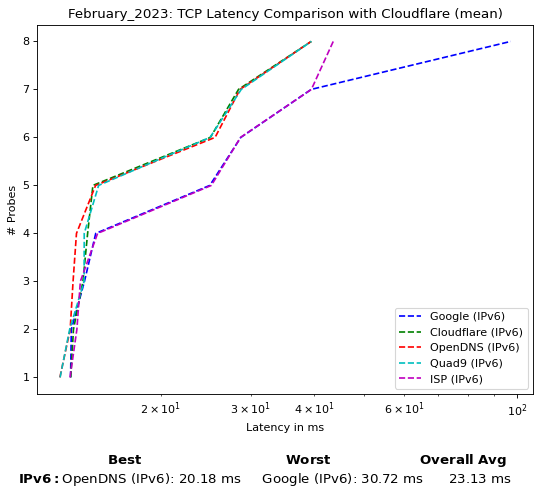 February_2023: TCP Latency Comparison with Cloudflare (mean)
8
7
6
5
4
3
2
1
# Probes
2 × 10¹ 3 × 10¹ 4 × 10¹ 6 × 10¹ 10²
Latency in ms
Google (IPv6)
Cloudflare (IPv6)
OpenDNS (IPv6)
Quad9 (IPv6)
ISP (IPv6)
Best Worst Overall Avg
IPv6: OpenDNS (IPv6): 20.18 ms Google (IPv6): 30.72 ms 23.13 ms